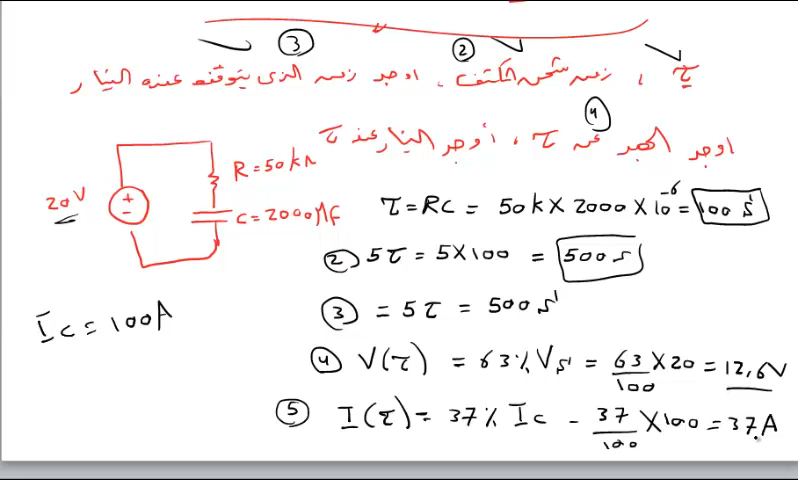 ③ ② 
τ ، زمن شحن المكثف ، اوجد زمن الذى يتوقف عنده التيار
④
اوجد الجهد عن τ ، أوجد التيار عند τ
R = 50kΩ
20V
C = 2000μf
τ = RC = 50k × 2000 × 10⁻⁶ = 100 s
② 5τ = 5 × 100 = 500 s
③ = 5τ = 500 s
I c = 100A
④ V(τ) = 63% Vs = 63/100 × 20 = 12,6V
⑤ I(τ) = 37% Ic - 37/100 × 100 = 37A